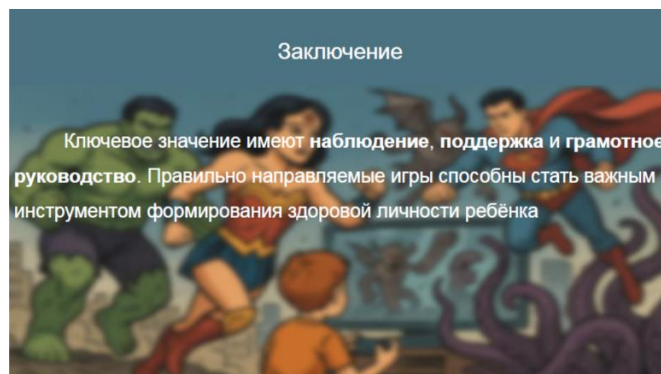 Заключение
Ключевое значение имеют наблюдение, поддержка и грамотное
руководство. Правильно направляемые игры способны стать важным
инструментом формирования здоровой личности ребёнка